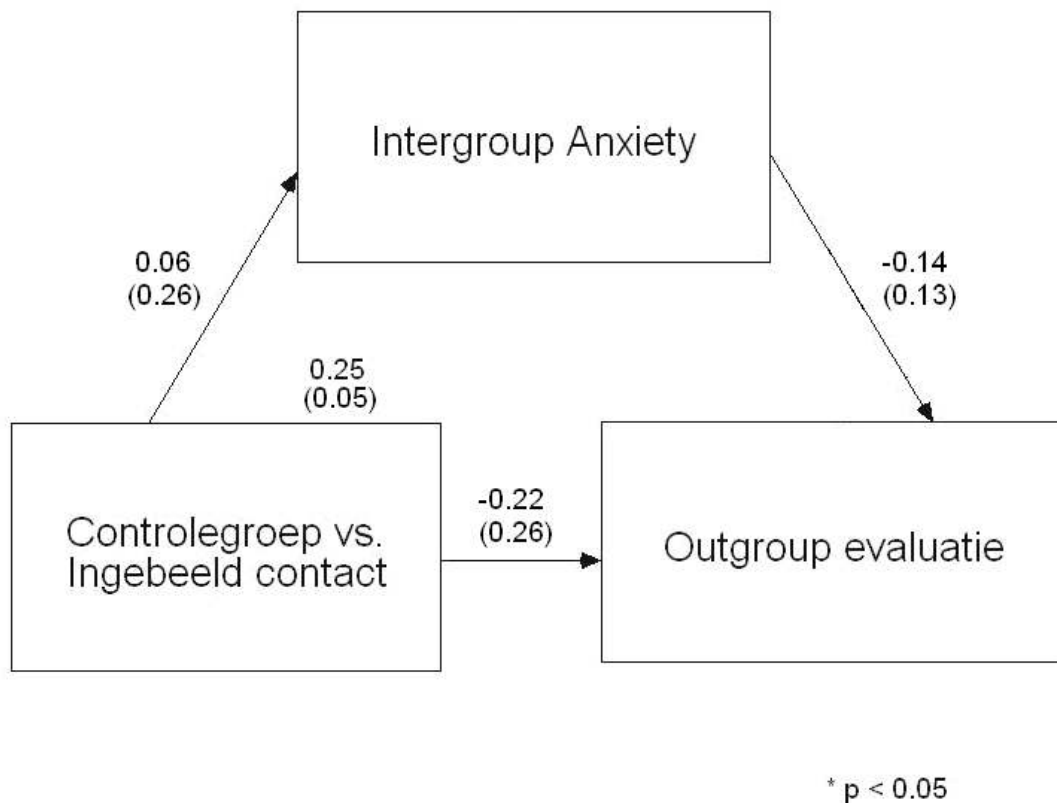 Intergroup Anxiety
0.06
(0.26)
-0.14
(0.13)
0.25
(0.05)
Controlegroep vs.
Ingebeeld contact
-0.22
(0.26)
Outgroup evaluatie
* p < 0.05